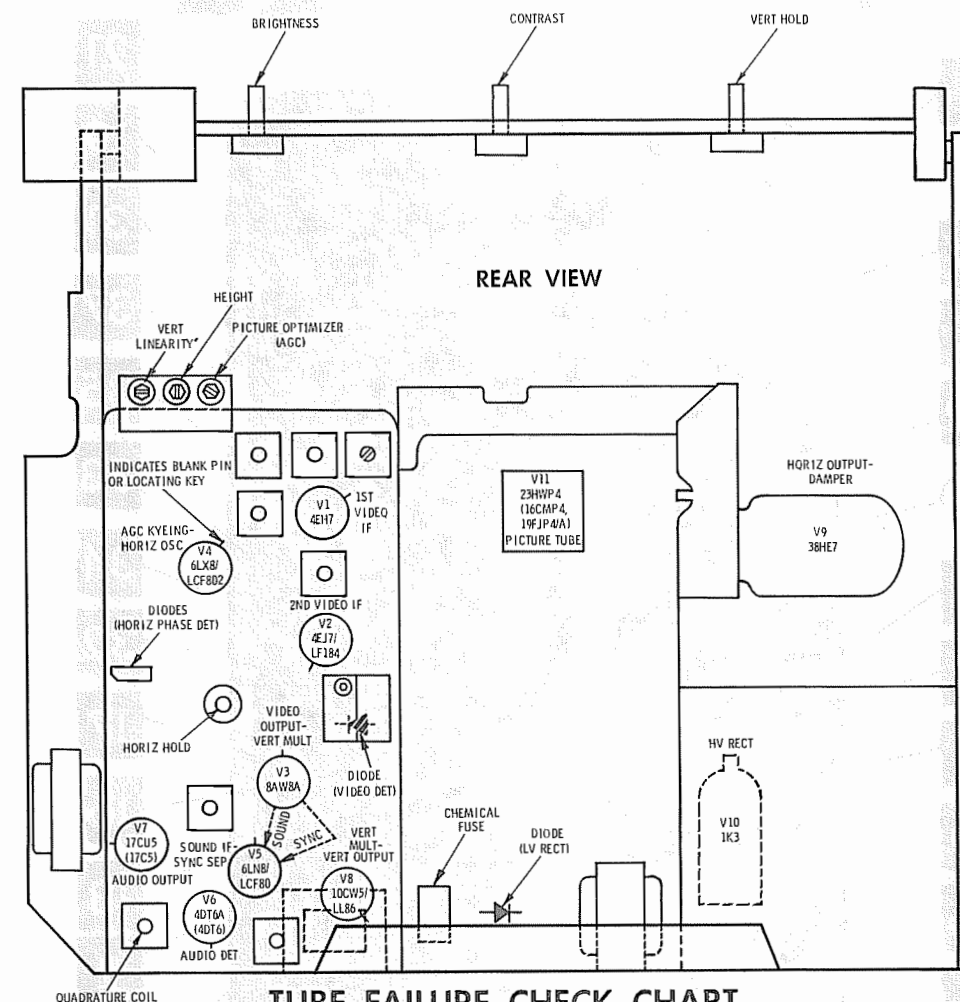 BRIGHTNESS
CONTRAST
VERT HOLD
REAR VIEW
HEIGHT
VERT
LINEARITY
PICTURE OPTIMIZER
(AGC)
INDICATES BLANK PIN
OR LOCATING KEY
AGC KYEING-
HORIZ OSC
V4
6LX8/
LCF802
V1
4EH7
1ST
VIDEO
IF
2ND VIDEO IF
V2
4EJ7/
LF184
DIODES
(HORIZ PHASE DET)
HORIZ HOLD
VIDEO
OUTPUT-
VERT MULT
V3
8AW8A
DIODE
(VIDEO DET)
SOUND
SYNC
V7
17CU5
(17C5)
AUDIO OUTPUT
SOUND IF-
SYNC SEP
V5
6LN8/
LCF80
VERT
MULT-
VERT OUTPUT
V8
10CW5/
LL86
V6
4DT6A
(4DT6)
AUDIO DET
QUADRATURE COIL
V11
23HWP4
(16CMP4,
19FJP4/A)
PICTURE TUBE
HORIZ OUTPUT-
DAMPER
V9
38HE7
HV RECT
V10
1K3
CHEMICAL
FUSE
DIODE
(LV RECT)
TUBE FAILURE CHECK CHART